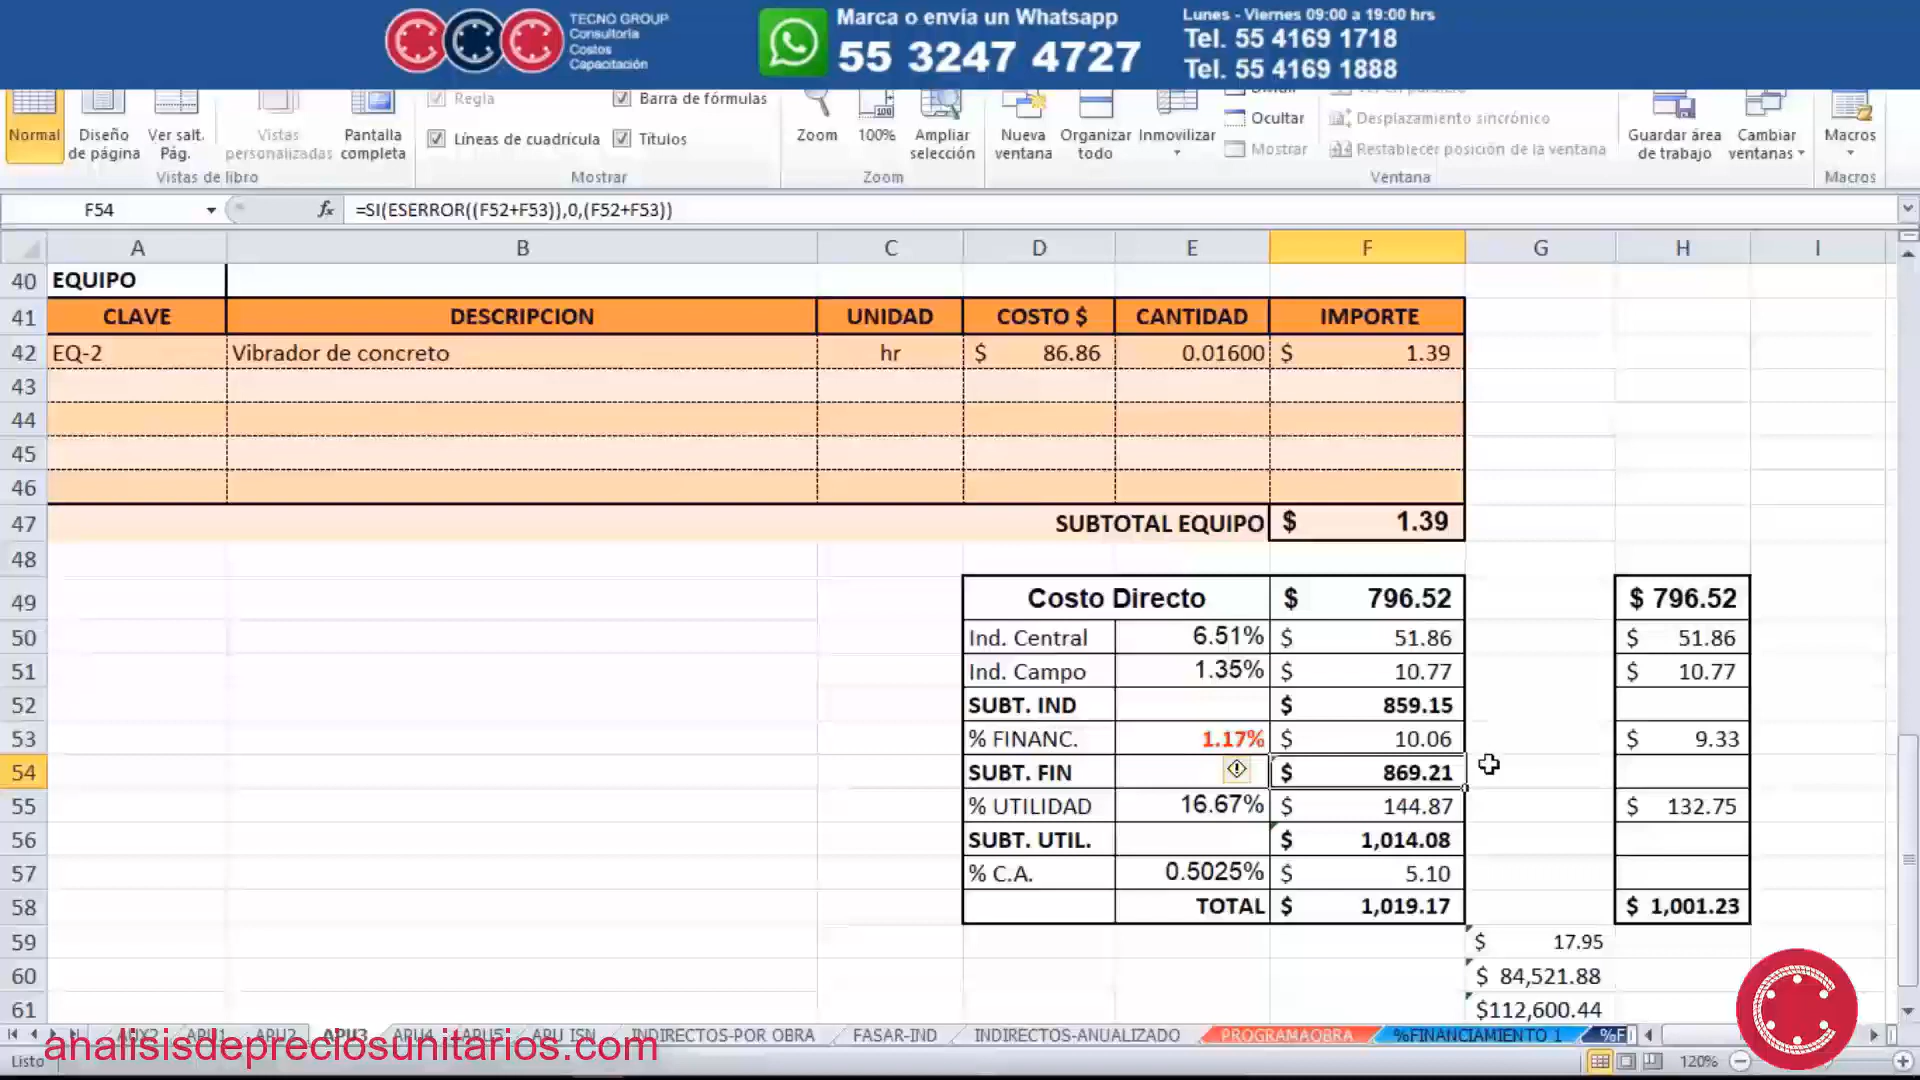 TECNO GROUP
Consultoría
Costos
Capacitación
Marca o envía un Whatsapp
55 3247 4727
Lunes - Viernes 09:00 a 19:00 hrs
Tel. 55 4169 1718
Tel. 55 4169 1888
Regla
Barra de fórmulas
Líneas de cuadrícula
Títulos
Normal
Diseño de página
Ver salt. Pág.
Vistas personalizadas
Pantalla completa
Zoom
100%
Ampliar selección
Nueva ventana
Organizar todo
Inmovilizar
Ocultar
Mostrar
Desplazamiento sincrónico
Restablecer posición de la ventana
Guardar área de trabajo
Cambiar ventanas
Macros
Vistas de libro
Mostrar
Zoom
Ventana
Macros
F54 fx =SI(ESERROR((F52+F53)),0,(F52+F53))
A B C D E F G H I
40 EQUIPO
41 CLAVE DESCRIPCION UNIDAD COSTO $ CANTIDAD IMPORTE
42 EQ-2 Vibrador de concreto hr $ 86.86 0.01600 $ 1.39
43
44
45
46
47 SUBTOTAL EQUIPO $ 1.39
48
49 Costo Directo $ 796.52 $ 796.52
50 Ind. Central 6.51% $ 51.86 $ 51.86
51 Ind. Campo 1.35% $ 10.77 $ 10.77
52 SUBT. IND $ 859.15
53 % FINANC. 1.17% $ 10.06 $ 9.33
54 SUBT. FIN $ 869.21
55 % UTILIDAD 16.67% $ 144.87 $ 132.75
56 SUBT. UTIL. $ 1,014.08
57 % C.A. 0.5025% $ 5.10
58 TOTAL $ 1,019.17 $ 1,001.23
59 $ 17.95
60 $ 84,521.88
61 $112,600.44
AUX2 APU1 APU2 APU3 APU4 APU5 APU ISN INDIRECTOS-POR OBRA FASAR-IND INDIRECTOS-ANUALIZADO PROGRAMAOBRA %FINANCIAMIENTO 1 %F
analisisdepreciosunitarios.com
Listo
120%